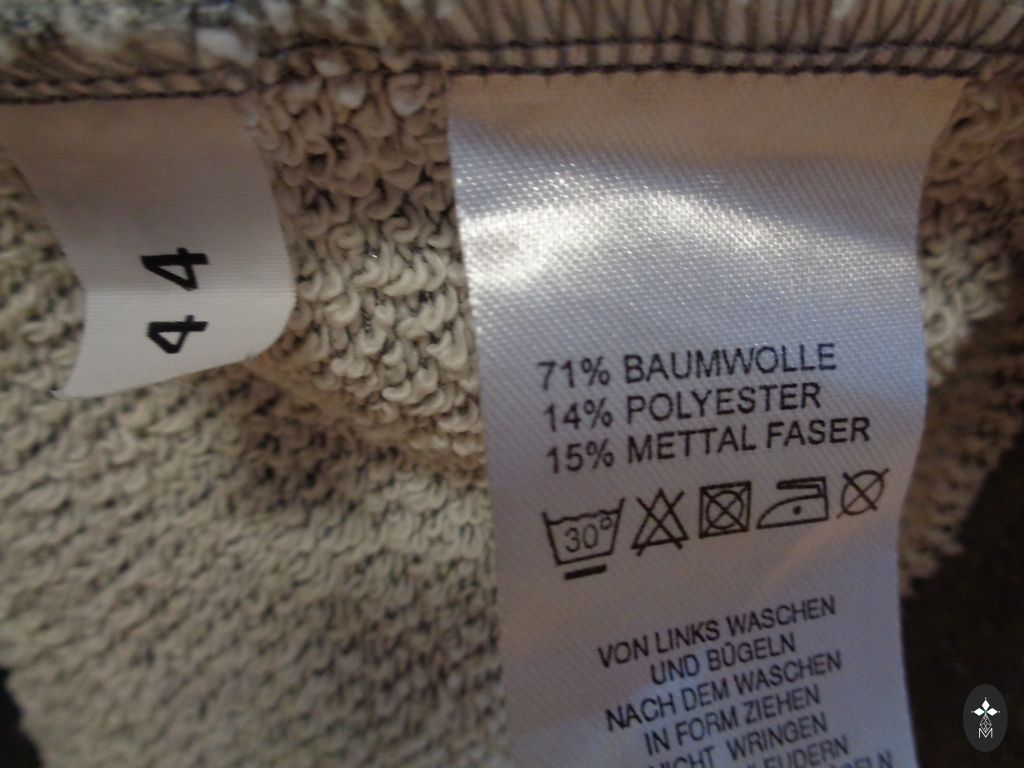 44
71% BAUMWOLLE
14% POLYESTER
15% METTAL FASER
30°
VON LINKS WASCHEN
UND BÜGELN
NACH DEM WASCHEN
IN FORM ZIEHEN
WRINGEN
M